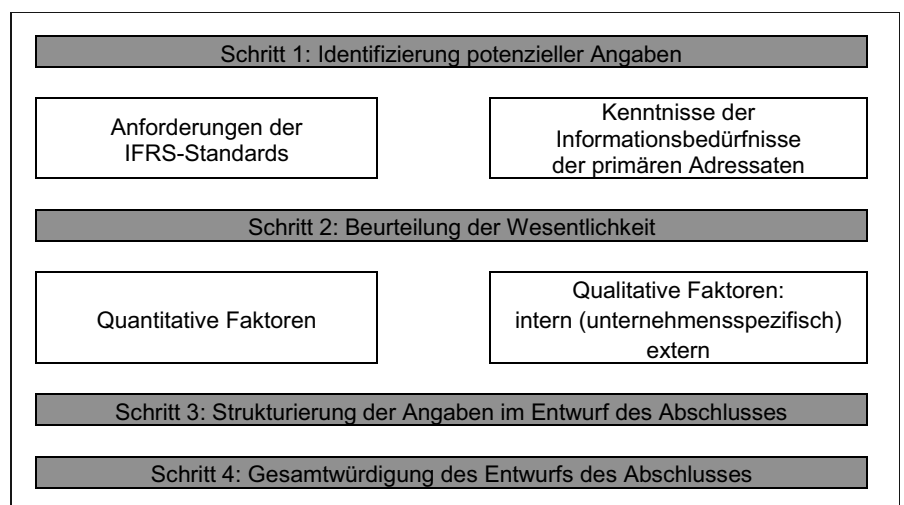 Schritt 1: Identifizierung potenzieller Angaben
Anforderungen der
IFRS-Standards
Kenntnisse der
Informationsbedürfnisse
der primären Adressaten
Schritt 2: Beurteilung der Wesentlichkeit
Quantitative Faktoren
Qualitative Faktoren:
intern (unternehmensspezifisch)
extern
Schritt 3: Strukturierung der Angaben im Entwurf des Abschlusses
Schritt 4: Gesamtwürdigung des Entwurfs des Abschlusses